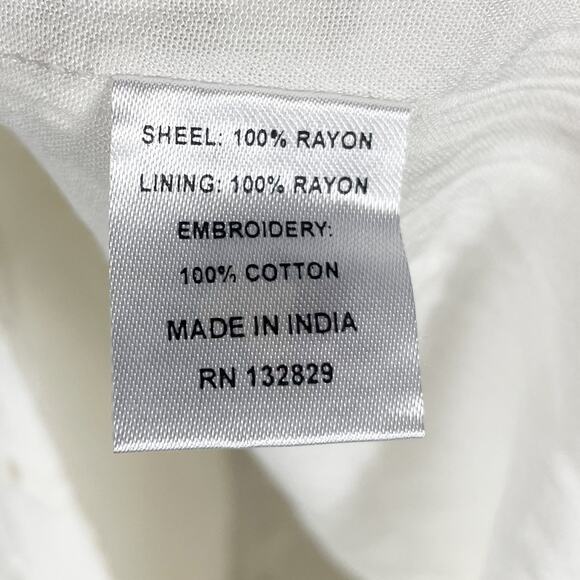 SHEEL: 100% RAYON
LINING: 100% RAYON
EMBROIDERY:
100% COTTON
MADE IN INDIA
RN 132829